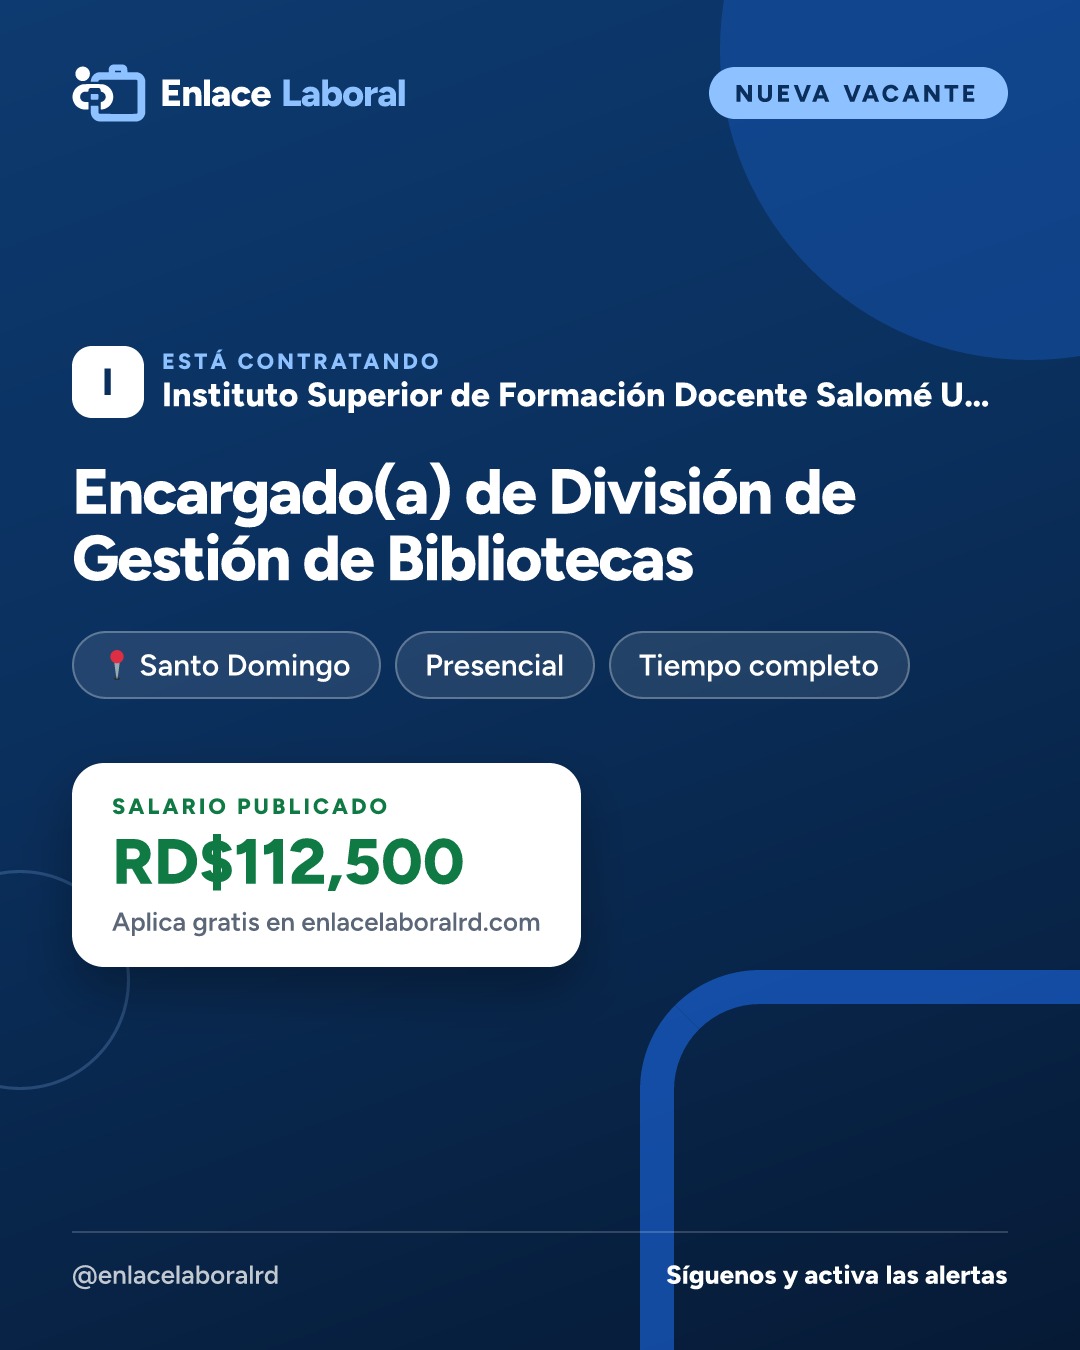 Enlace Laboral
NUEVA VACANTE
I
ESTÁ CONTRATANDO
Instituto Superior de Formación Docente Salomé U...
Encargado(a) de División de
Gestión de Bibliotecas
📍 Santo Domingo
Presencial
Tiempo completo
SALARIO PUBLICADO
RD$112,500
Aplica gratis en enlacelaboralrd.com
@enlacelaboralrd
Síguenos y activa las alertas